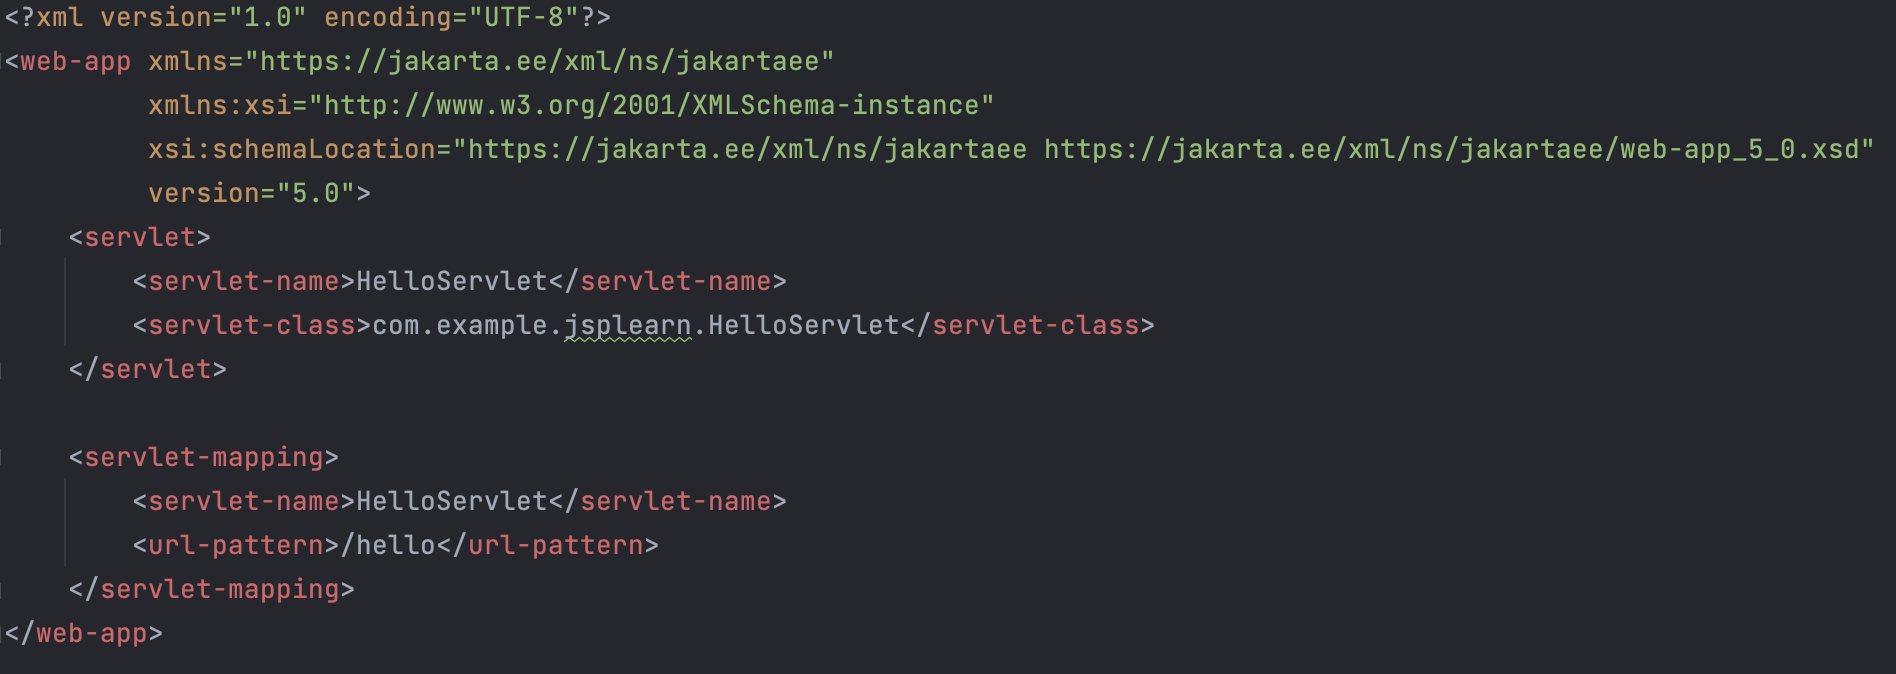 <?xml version="1.0" encoding="UTF-8"?>
<web-app xmlns="https://jakarta.ee/xml/ns/jakartaee"
         xmlns:xsi="http://www.w3.org/2001/XMLSchema-instance"
         xsi:schemaLocation="https://jakarta.ee/xml/ns/jakartaee https://jakarta.ee/xml/ns/jakartaee/web-app_5_0.xsd"
         version="5.0">
    <servlet>
        <servlet-name>HelloServlet</servlet-name>
        <servlet-class>com.example.jsplearn.HelloServlet</servlet-class>
    </servlet>

    <servlet-mapping>
        <servlet-name>HelloServlet</servlet-name>
        <url-pattern>/hello</url-pattern>
    </servlet-mapping>
</web-app>